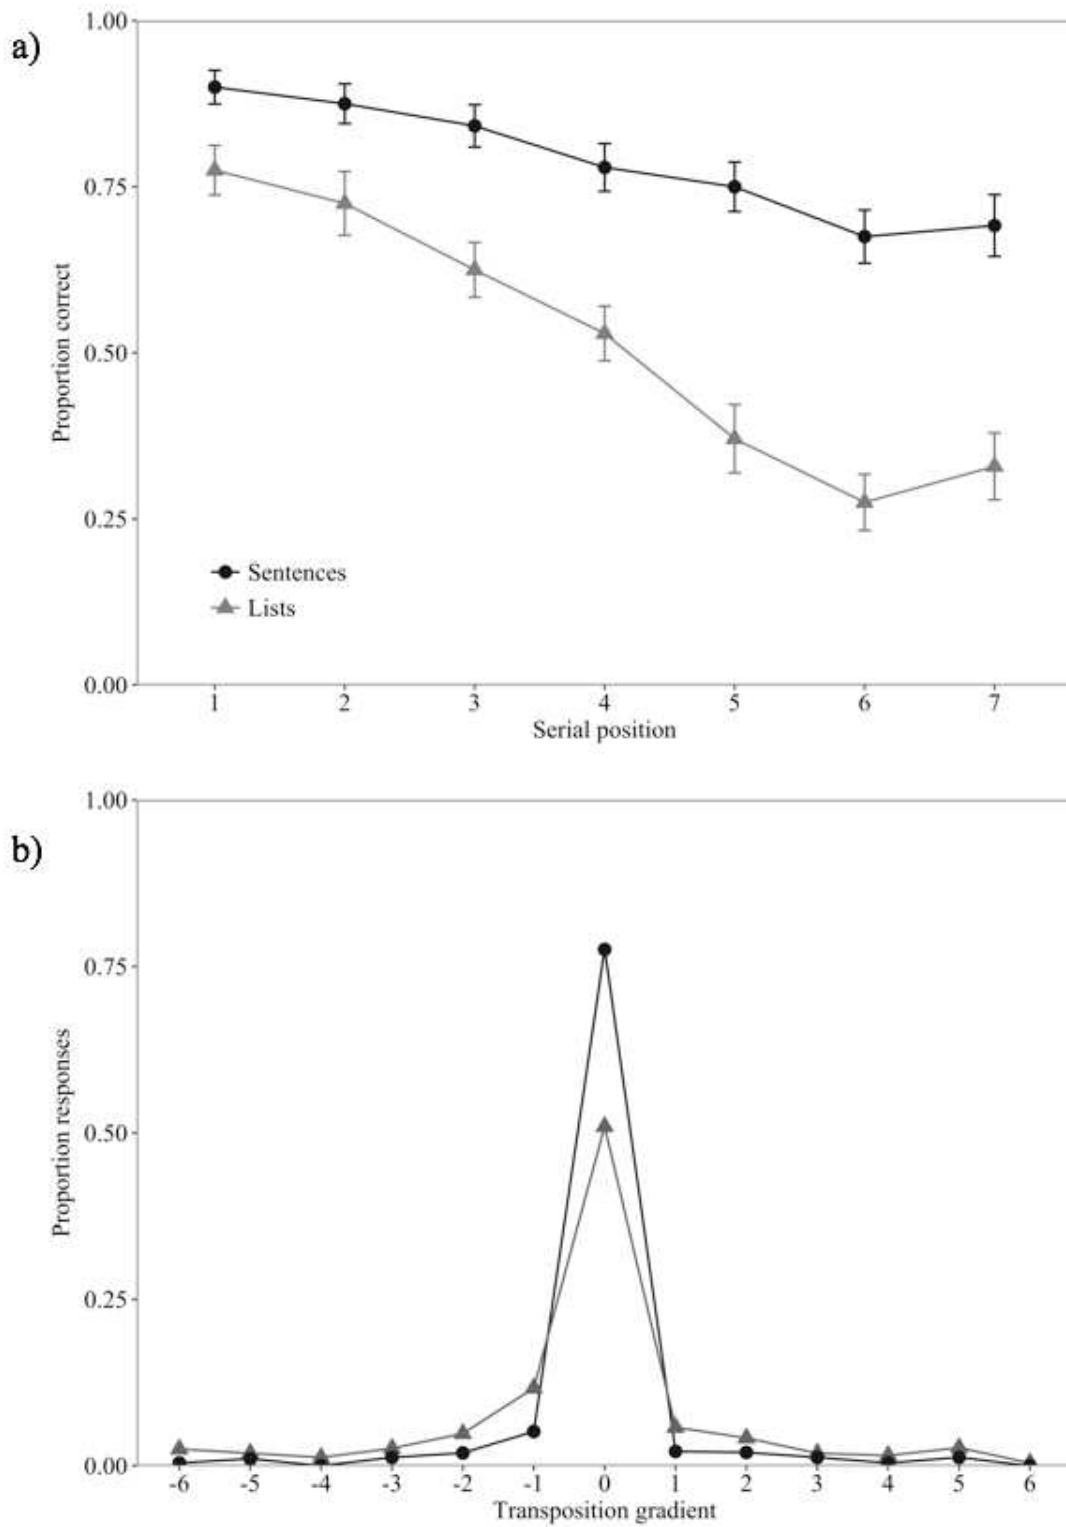 a)
1.00
0.75
0.50
0.25
0.00
Proportion correct
Sentences
Lists
1 2 3 4 5 6 7
Serial position
b)
1.00
0.75
0.50
0.25
0.00
Proportion responses
-6 -5 -4 -3 -2 -1 0 1 2 3 4 5 6
Transposition gradient